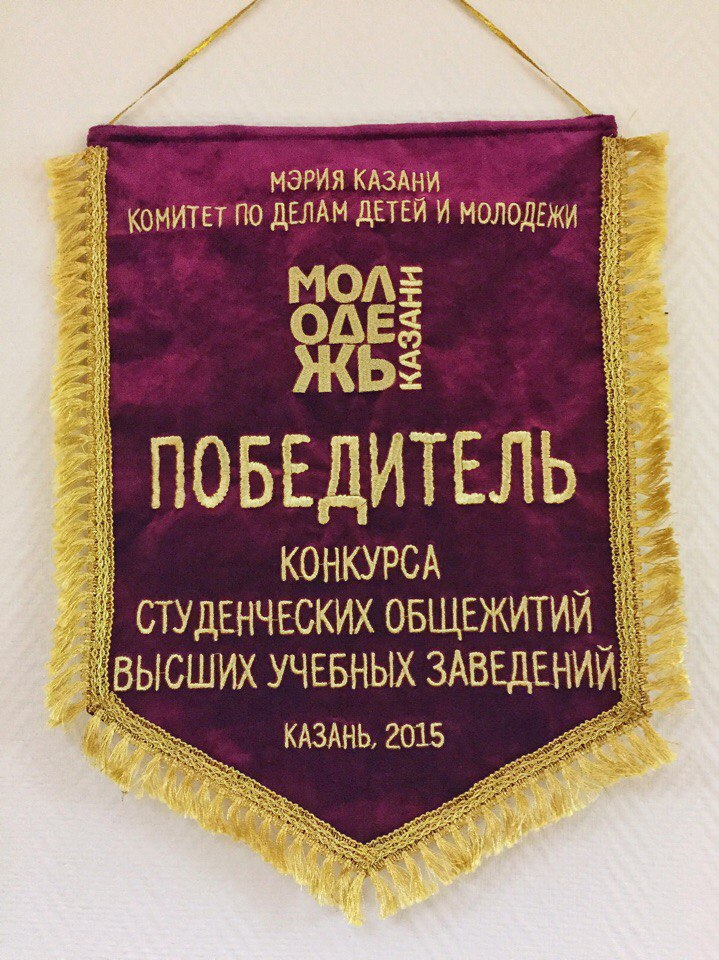 МЭРИЯ КАЗАНИ
КОМИТЕТ ПО ДЕЛАМ ДЕТЕЙ И МОЛОДЕЖИ
МОЛ
ОДЕ
ЖЬ
КАЗАНИ
ПОБЕДИТЕЛЬ
КОНКУРСА
СТУДЕНЧЕСКИХ ОБЩЕЖИТИЙ
ВЫСШИХ УЧЕБНЫХ ЗАВЕДЕНИЙ
КАЗАНЬ, 2015